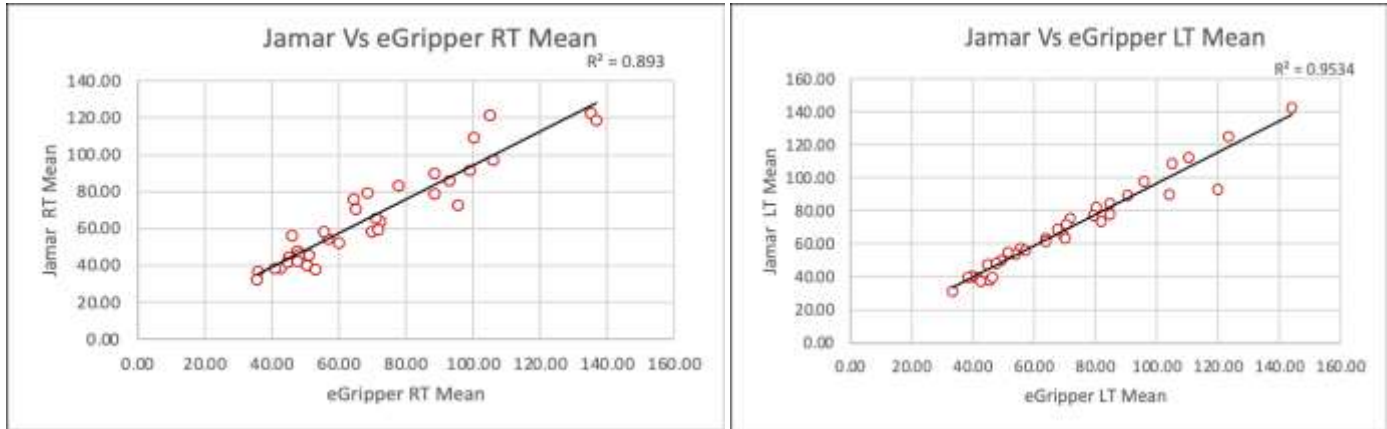 Jamar Vs eGripper RT Mean
R² = 0.893
140.00
120.00
100.00
80.00
60.00
40.00
20.00
0.00
Jamar RT Mean
0.00 20.00 40.00 60.00 80.00 100.00 120.00 140.00 160.00
eGripper RT Mean
Jamar Vs eGripper LT Mean
R² = 0.9534
160.00
140.00
120.00
100.00
80.00
60.00
40.00
20.00
0.00
Jamar LT Mean
0.00 20.00 40.00 60.00 80.00 100.00 120.00 140.00 160.00
eGripper LT Mean